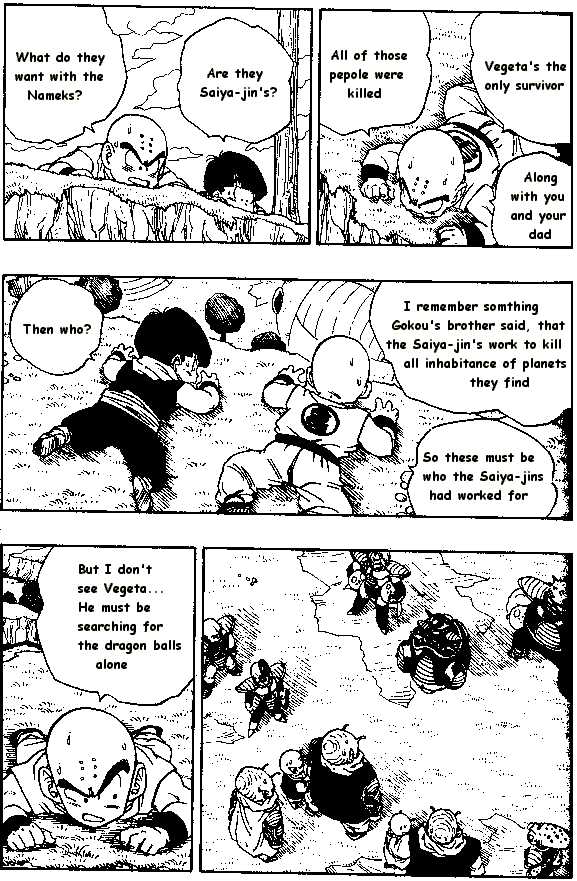 What do they
want with the
Nameks?
Are they
Saiya-jin's?
All of those
pepole were
killed
Vegeta's the
only survivor
Along
with you
and your
dad
Then who?
I remember somthing
Gokou's brother said, that
the Saiya-jin's work to kill
all inhabitance of planets
they find
So these must be
who the Saiya-jins
had worked for
But I don't
see Vegeta...
He must be
searching for
the dragon balls
alone